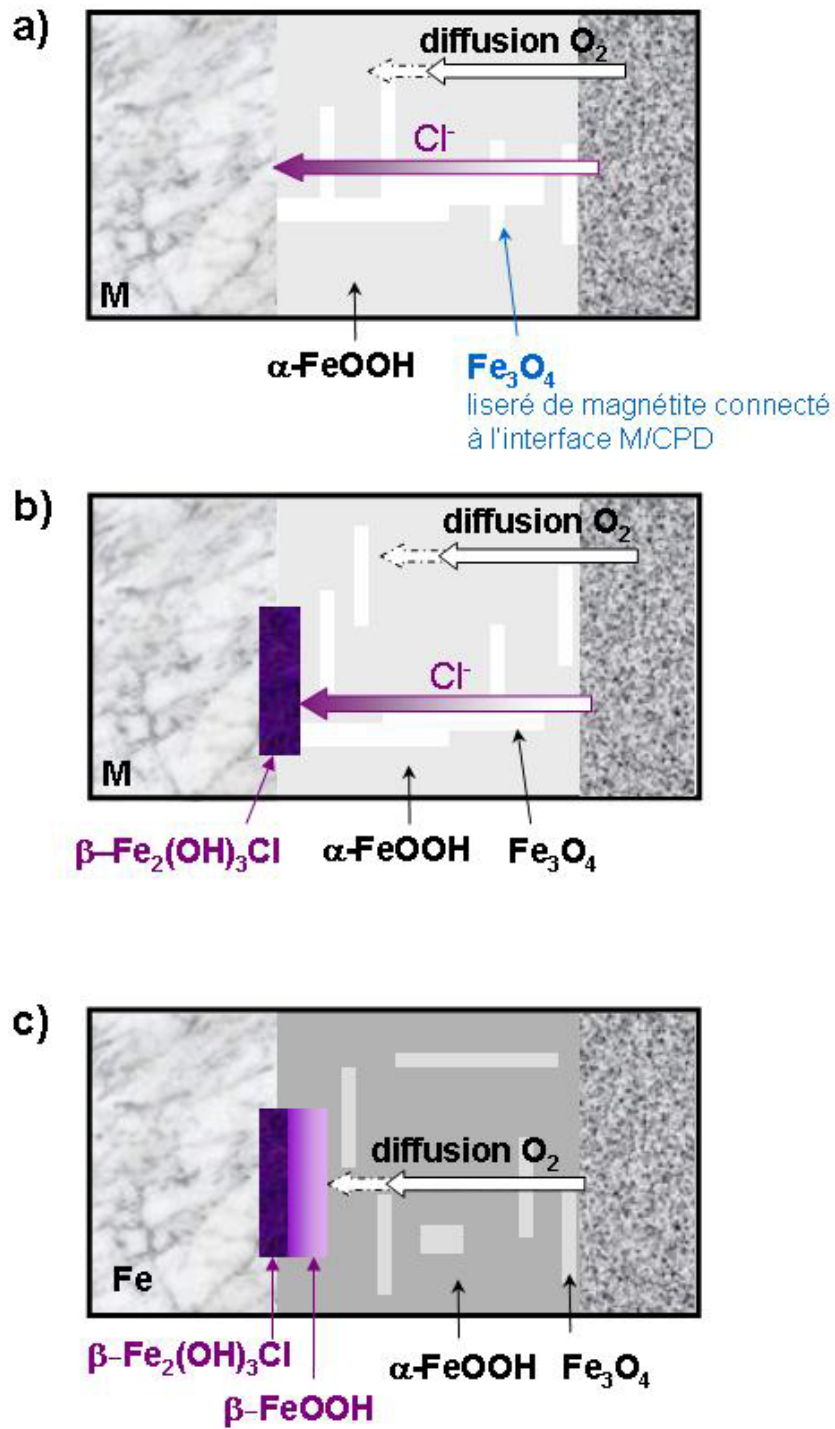 a)
diffusion O₂
Cl⁻
M
α-FeOOH
Fe₃O₄
liseré de magnétite connecté
à l'interface M/CPD
b)
diffusion O₂
Cl⁻
M
β–Fe₂(OH)₃Cl
α-FeOOH
Fe₃O₄
c)
diffusion O₂
Fe
β-Fe₂(OH)₃Cl
α-FeOOH
Fe₃O₄
β-FeOOH